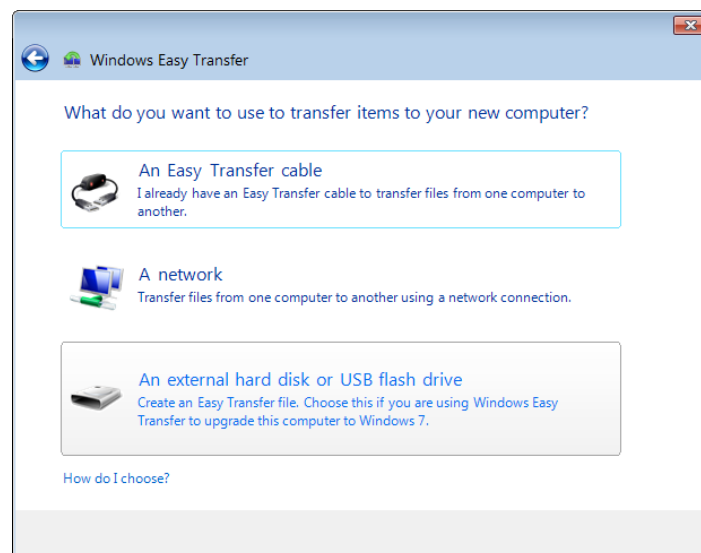 Windows Easy Transfer
What do you want to use to transfer items to your new computer?
An Easy Transfer cable
I already have an Easy Transfer cable to transfer files from one computer to
another.
A network
Transfer files from one computer to another using a network connection.
An external hard disk or USB flash drive
Create an Easy Transfer file. Choose this if you are using Windows Easy
Transfer to upgrade this computer to Windows 7.
How do I choose?